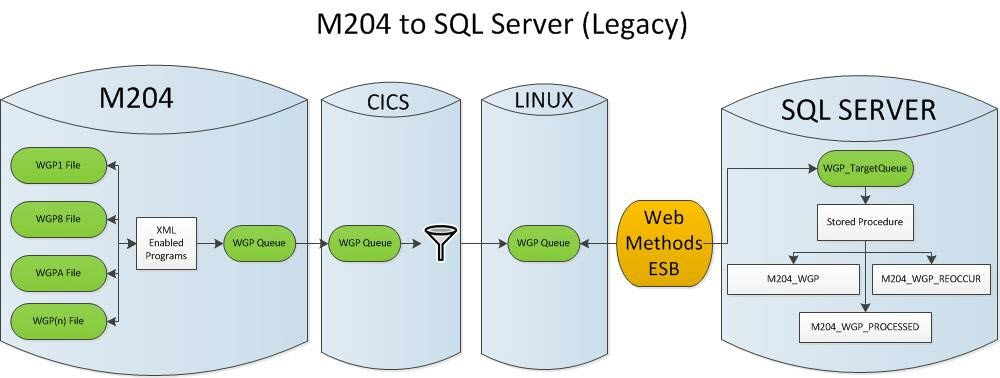 M204 to SQL Server (Legacy)
M204
WGP1 File
WGP8 File
WGPA File
WGP(n) File
XML
Enabled
Programs
WGP Queue
CICS
WGP Queue
LINUX
WGP Queue
Web
Methods
ESB
SQL SERVER
WGP_TargetQueue
Stored Procedure
M204_WGP
M204_WGP_REOCCUR
M204_WGP_PROCESSED